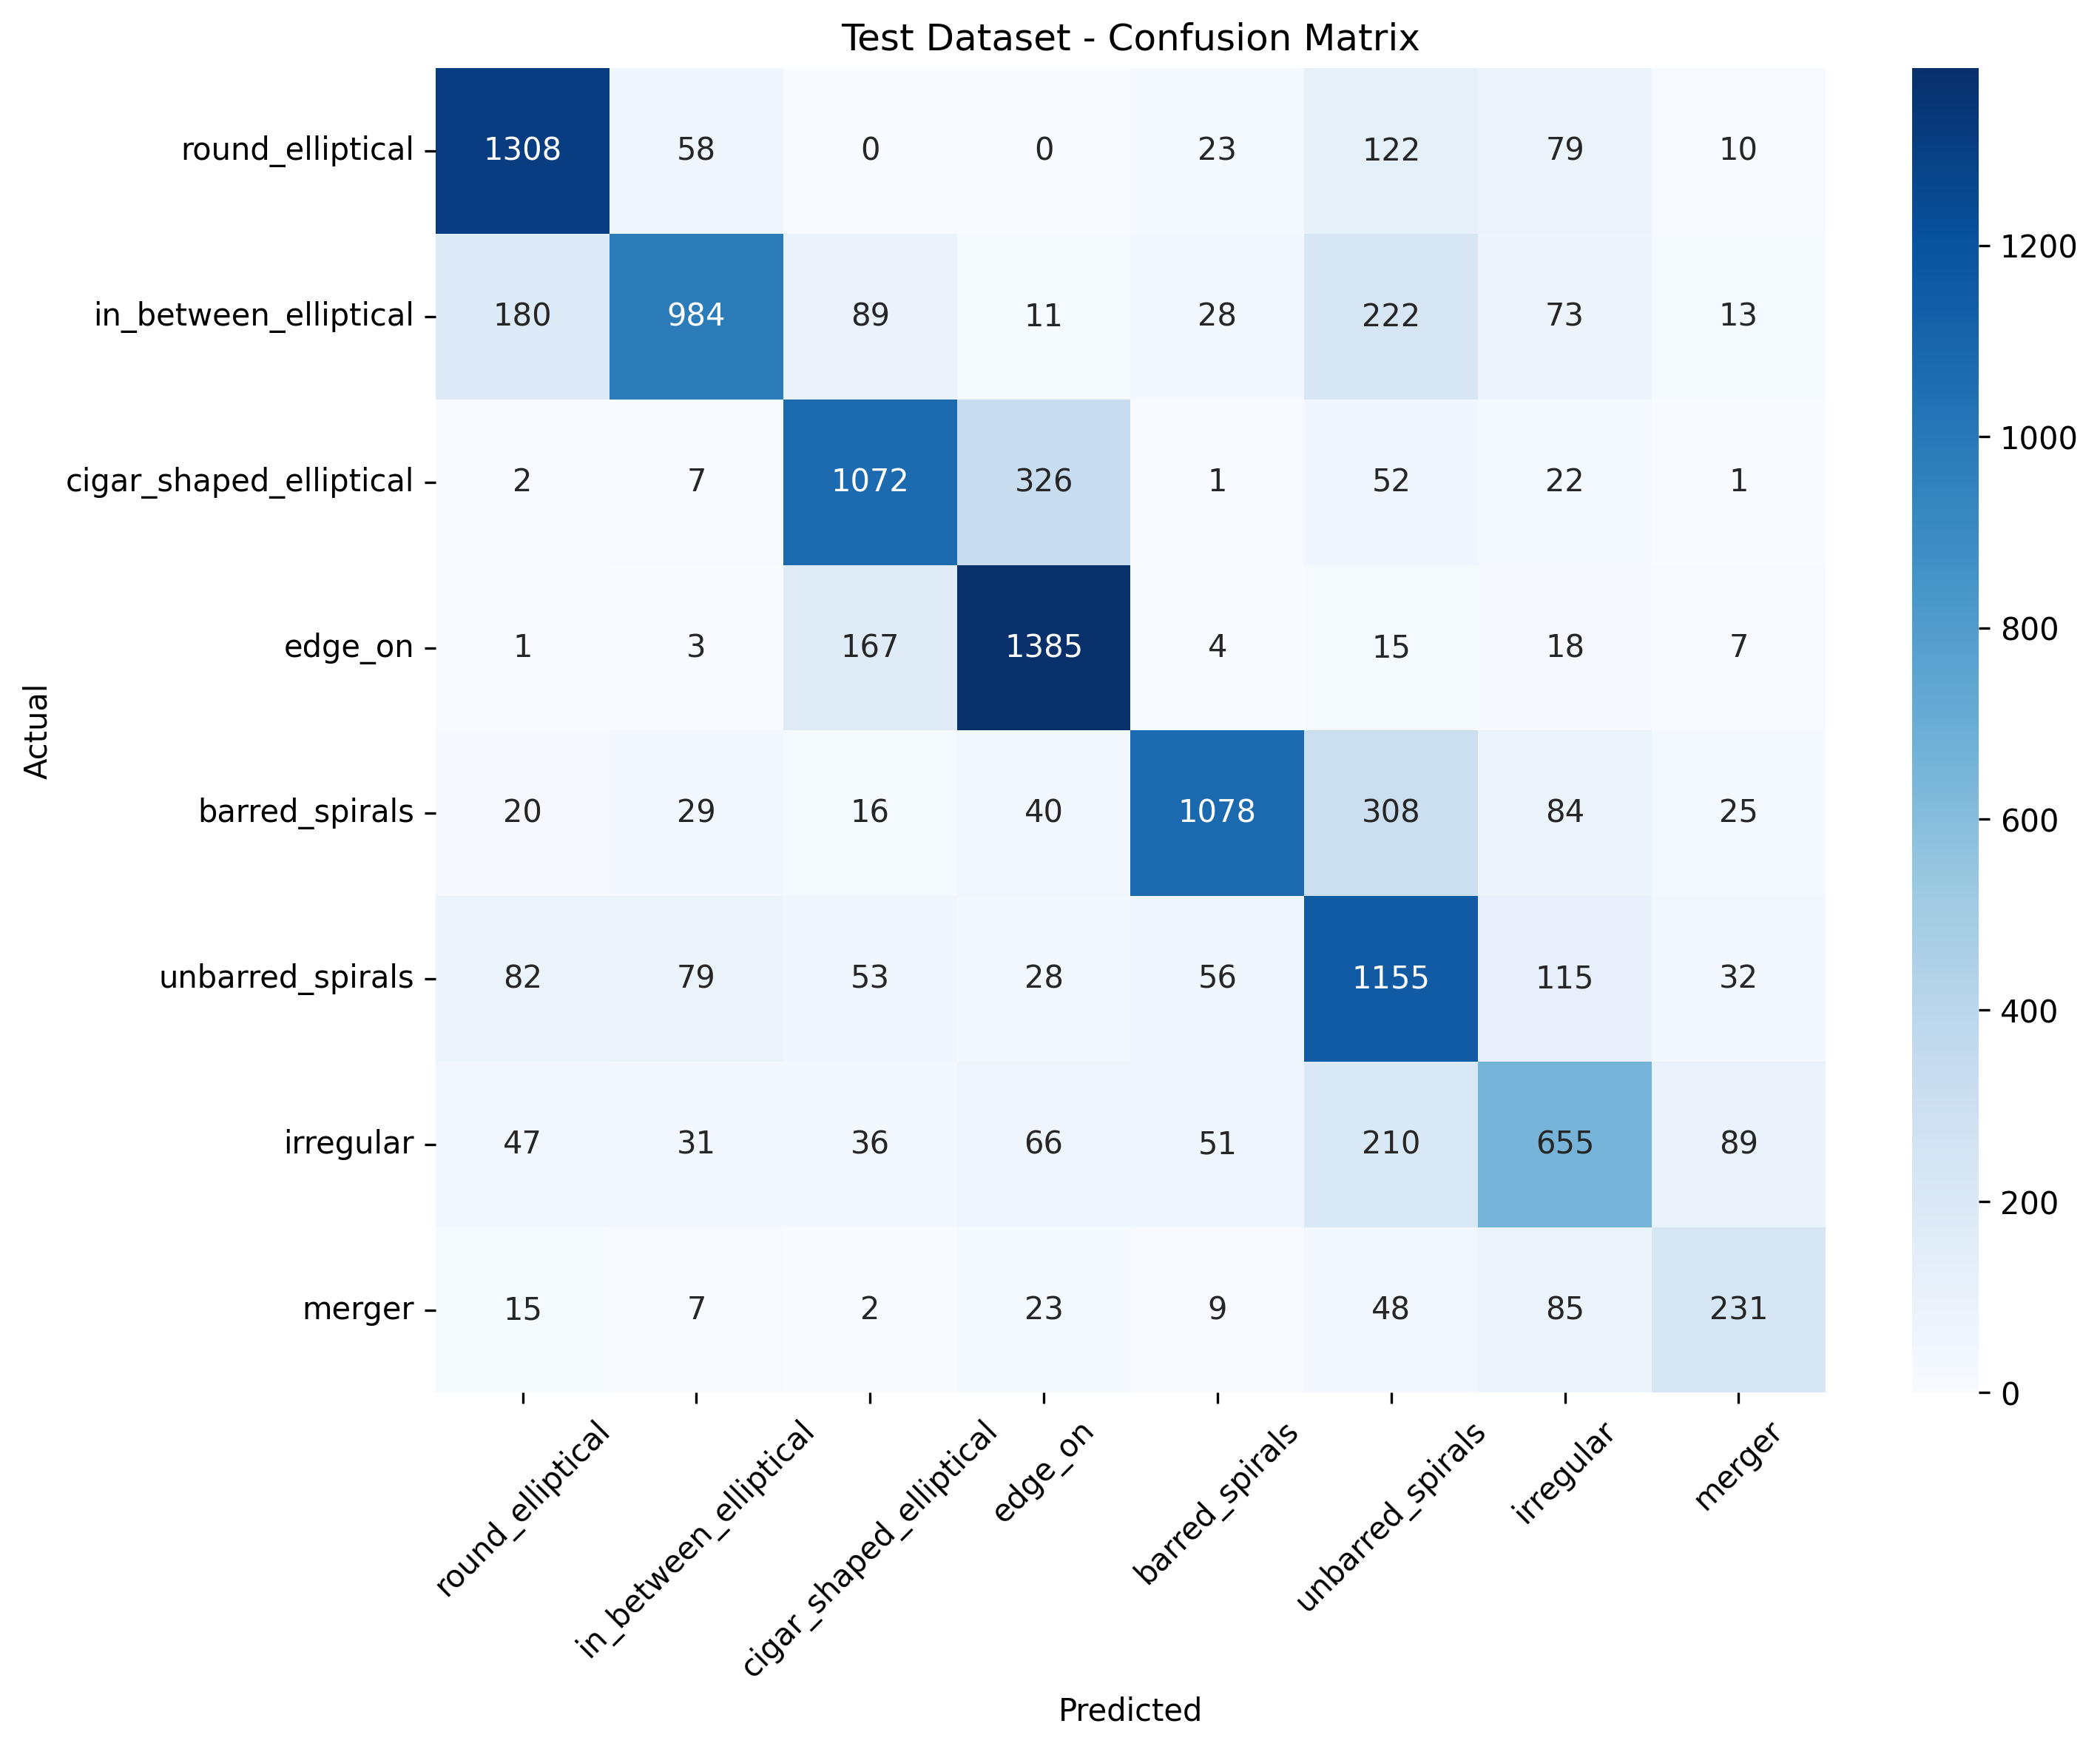 Test Dataset - Confusion Matrix
round_elliptical 1308 58 0 0 23 122 79 10
in_between_elliptical 180 984 89 11 28 222 73 13
cigar_shaped_elliptical 2 7 1072 326 1 52 22 1
edge_on 1 3 167 1385 4 15 18 7
barred_spirals 20 29 16 40 1078 308 84 25
unbarred_spirals 82 79 53 28 56 1155 115 32
irregular 47 31 36 66 51 210 655 89
merger 15 7 2 23 9 48 85 231
Actual
round_elliptical
in_between_elliptical
cigar_shaped_elliptical
edge_on
barred_spirals
unbarred_spirals
irregular
merger
Predicted
1200
1000
800
600
400
200
0